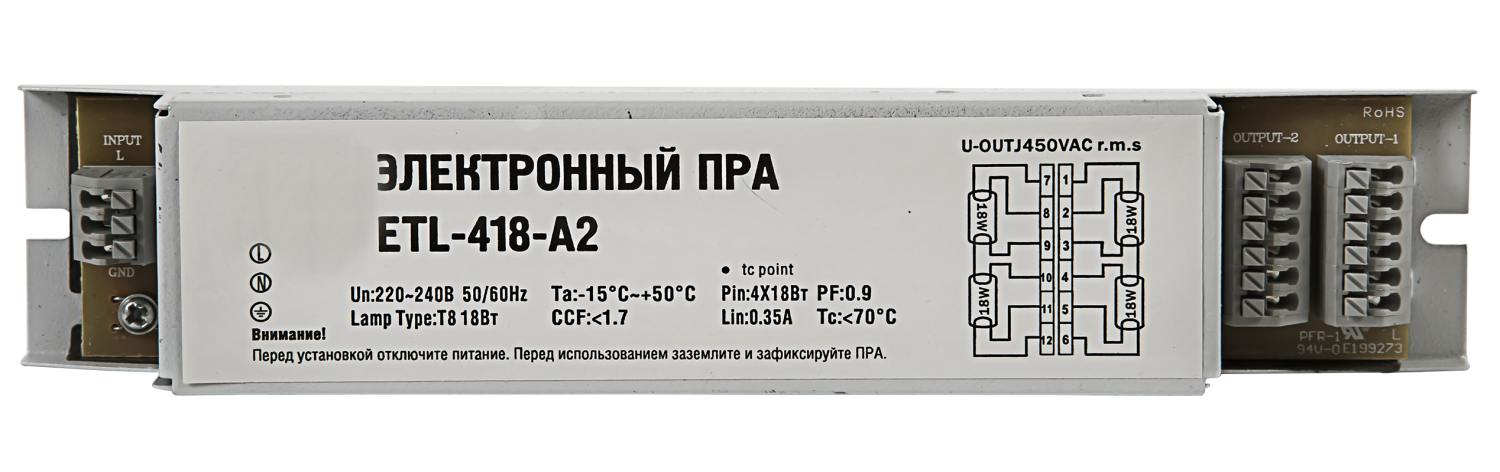 INPUT
L
GND
ЭЛЕКТРОННЫЙ ПРА
ETL-418-A2
L
N
• tc point
Un:220~240В 50/60Hz Ta:-15°C~+50°C Pin:4X18Вт PF:0.9
Lamp Type:T8 18Вт CCF:<1.7 Lin:0.35A Tc:<70°C
Внимание!
Перед установкой отключите питание. Перед использованием заземлите и зафиксируйте ПРА.
U-OUTJ450VAC r.m.s
7 1
18W 8 2 18W
9 3
10 4
18W 11 5 18W
12 6
RoHS
OUTPUT-2 OUTPUT-1
PFR-1 L
94V-0 E199273